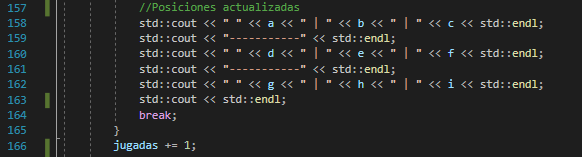 157 //Posiciones actualizadas
158 std::cout << " " << a << " | " << b << " | " << c << std::endl;
159 std::cout << "-----------" << std::endl;
160 std::cout << " " << d << " | " << e << " | " << f << std::endl;
161 std::cout << "-----------" << std::endl;
162 std::cout << " " << g << " | " << h << " | " << i << std::endl;
163 std::cout << std::endl;
164 break;
165 }
166 jugadas += 1;